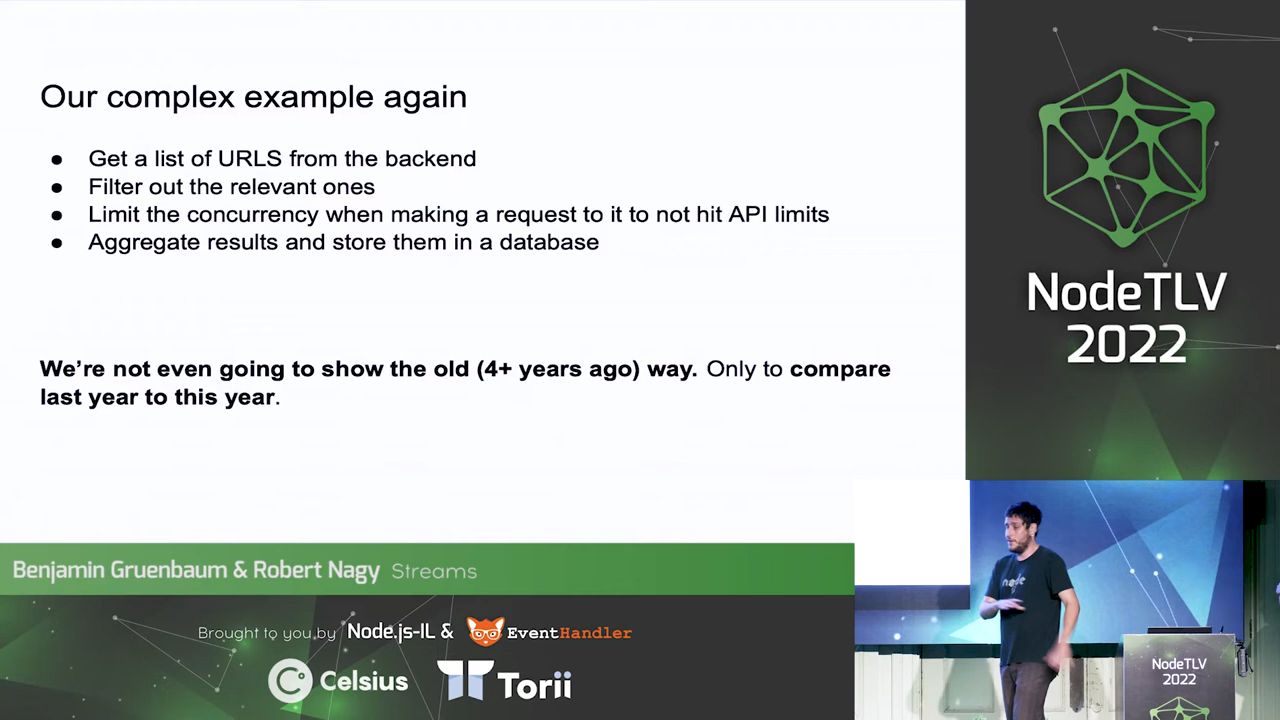 Our complex example again
● Get a list of URLS from the backend
● Filter out the relevant ones
● Limit the concurrency when making a request to it to not hit API limits
● Aggregate results and store them in a database
We're not even going to show the old (4+ years ago) way. Only to compare
last year to this year.
NodeTLV
2022
Benjamin Gruenbaum & Robert Nagy Streams
Brought to you by Node.js-IL & EventHandler
Celsius Torii
node
NodeTLV
2022